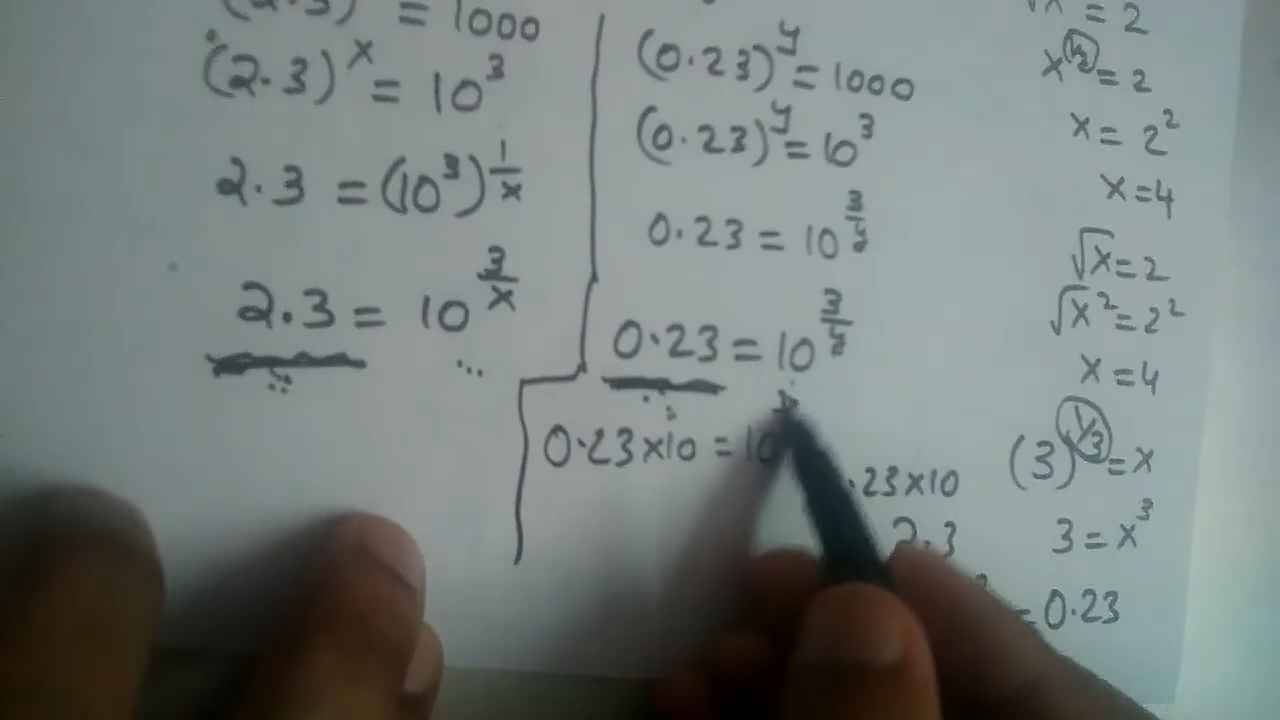 (2.3) = 1000
(2.3)^x = 10^3
2.3 = (10^3)^1/x
2.3 = 10^3/x
(0.23)^y = 1000
(0.23)^y = 10^3
0.23 = 10^3/y
0.23 = 10^3/y
0.23×10 = 10
.23×10
2.3
√x = 2
x^1/2 = 2
x = 2^2
x = 4
√x = 2
√x^2 = 2^2
x = 4
(3)^1/3 = x
3 = x^3
= 0.23